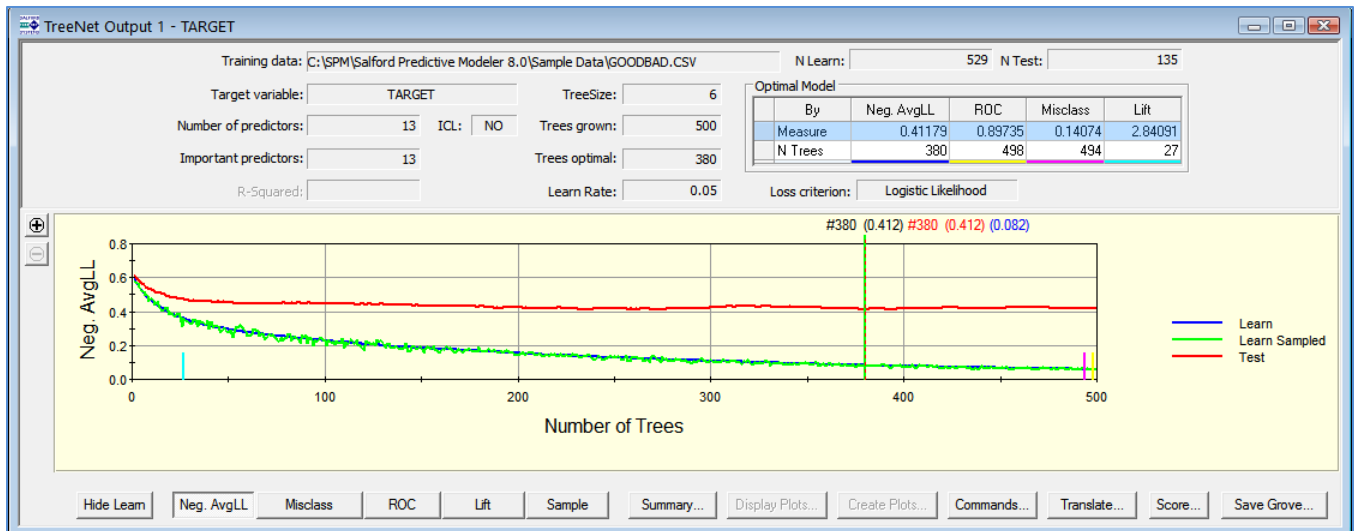 TreeNet Output 1 - TARGET
Training data: C:\SPM\Salford Predictive Modeler 8.0\Sample Data\GOODBAD.CSV N Learn: 529 N Test: 135
Target variable: TARGET TreeSize: 6
Number of predictors: 13 ICL: NO Trees grown: 500
Important predictors: 13 Trees optimal: 380
R-Squared: Learn Rate: 0.05 Loss criterion: Logistic Likelihood
Optimal Model
By Neg. AvgLL ROC Misclass Lift
Measure 0.41179 0.89735 0.14074 2.84091
N Trees 380 498 494 27
#380 (0.412) #380 (0.412) (0.082)
Neg. AvgLL
0.8
0.6
0.4
0.2
0.0
0 100 200 300 400 500
Number of Trees
Learn
Learn Sampled
Test
Hide Learn Neg. AvgLL Misclass ROC Lift Sample Summary... Display Plots... Create Plots... Commands... Translate... Score... Save Grove...